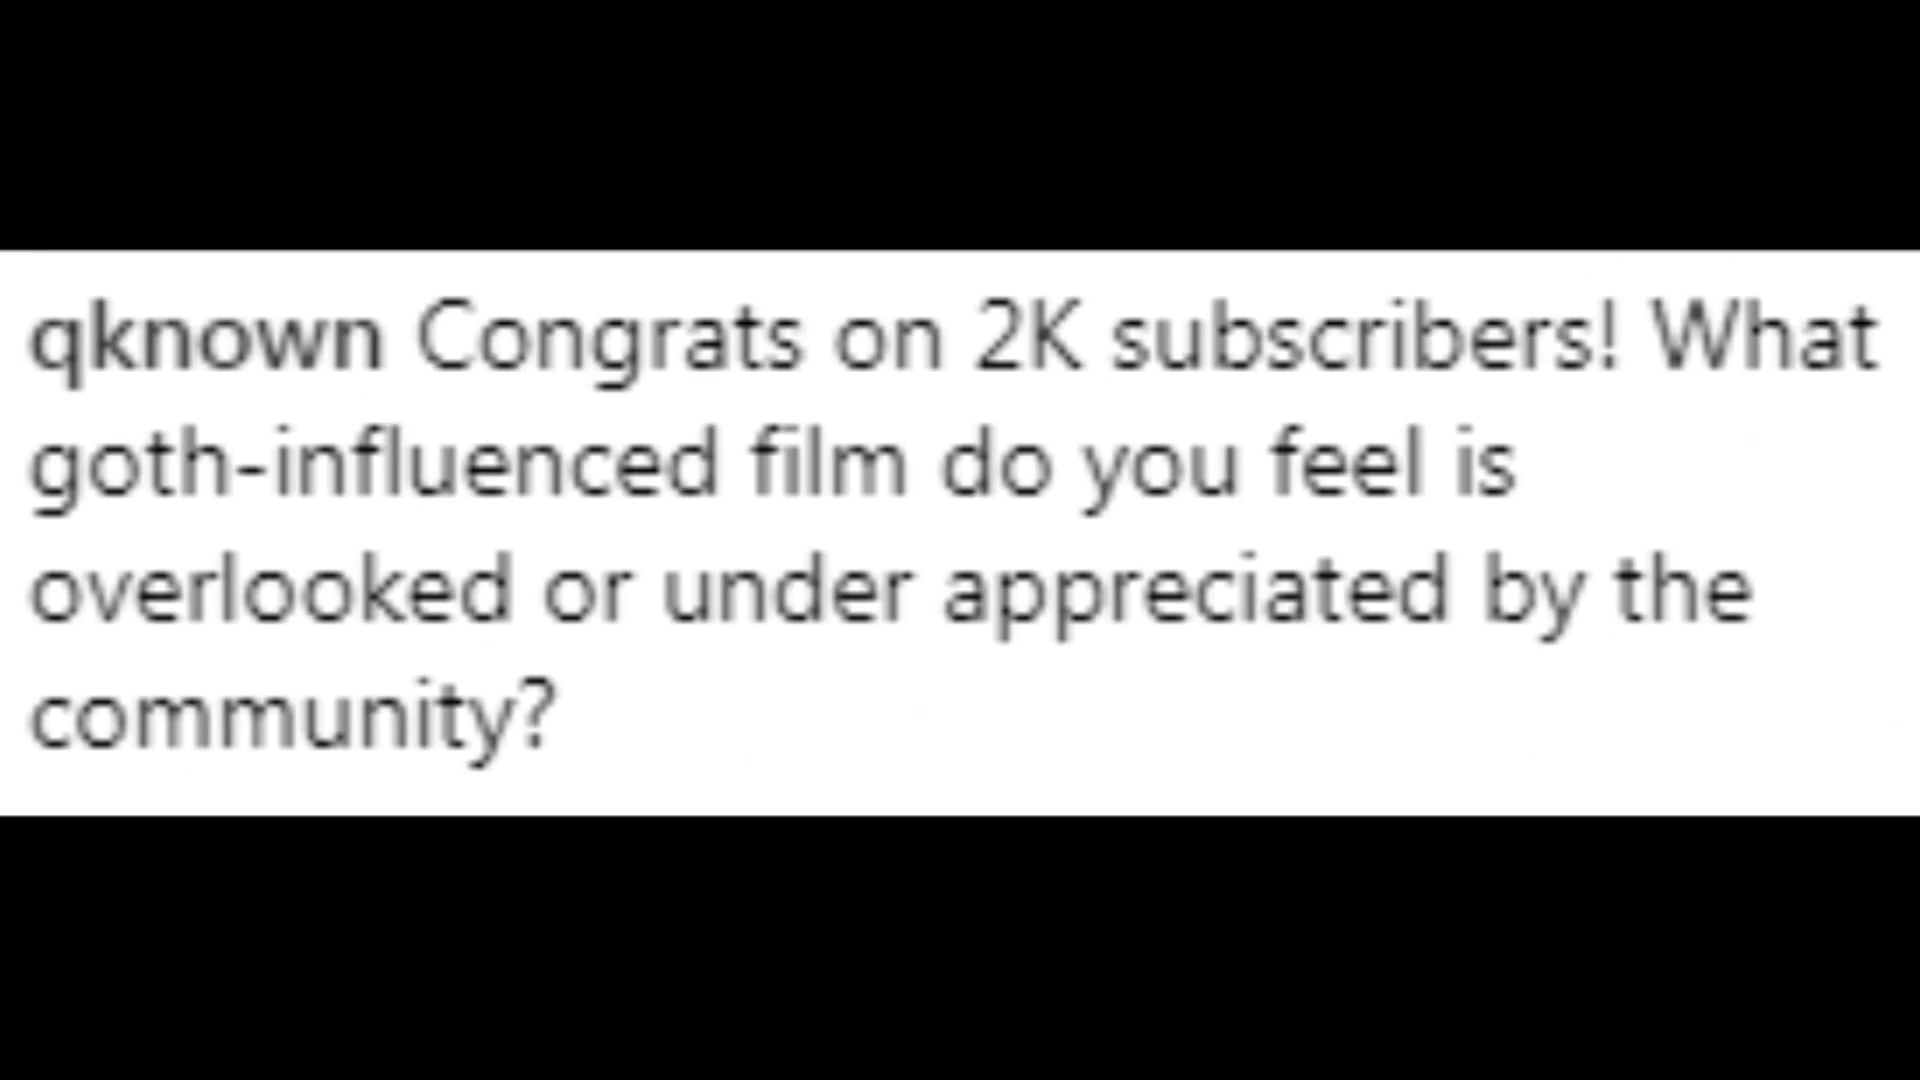 qknown Congrats on 2K subscribers! What
goth-influenced film do you feel is
overlooked or under appreciated by the
community?